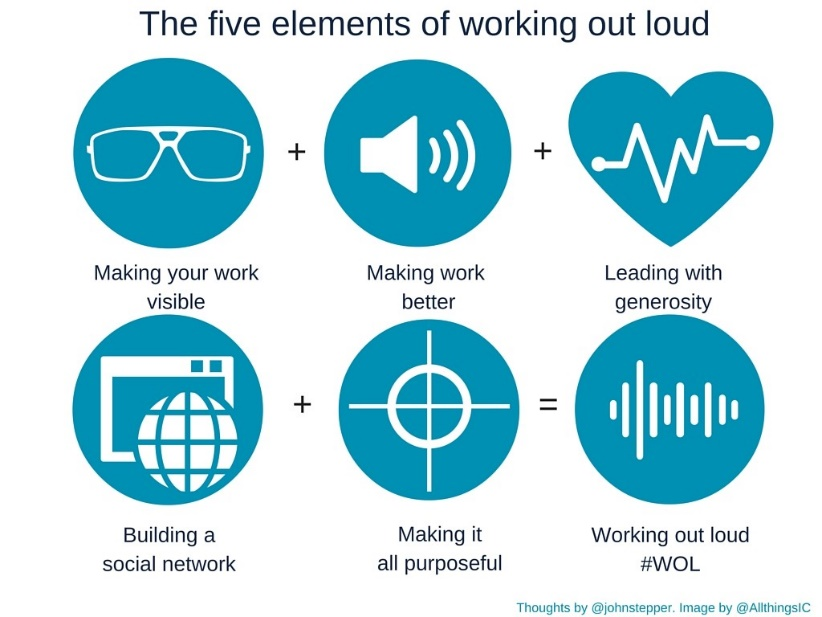 The five elements of working out loud
+
+
Making your work
visible
Making work
better
Leading with
generosity
+
=
Building a
social network
Making it
all purposeful
Working out loud
#WOL
Thoughts by @johnstepper. Image by @AllthingsIC